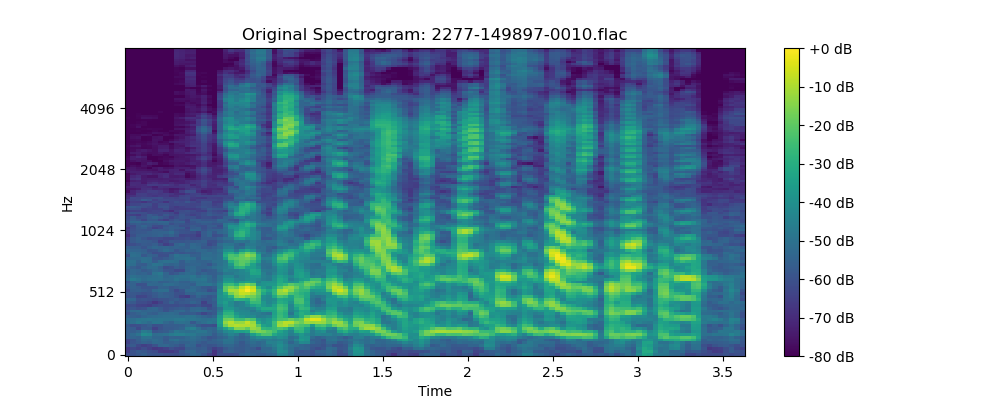 Original Spectrogram: 2277-149897-0010.flac
Hz
4096
2048
1024
512
0
0 0.5 1 1.5 2 2.5 3 3.5
Time
+0 dB
-10 dB
-20 dB
-30 dB
-40 dB
-50 dB
-60 dB
-70 dB
-80 dB